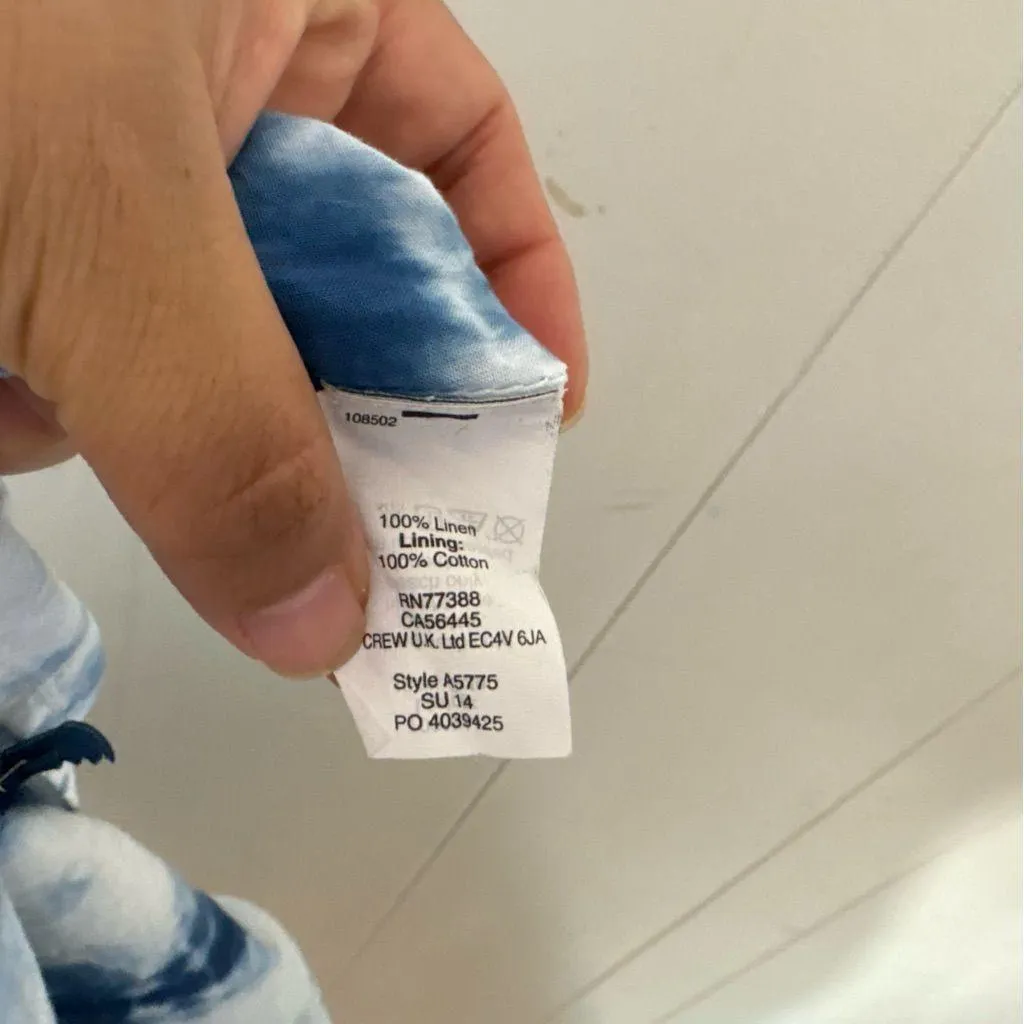 108502
100% Linen
Lining:
100% Cotton
RN77388
CA56445
CREW U.K. Ltd EC4V 6JA
Style A5775
SU 14
PO 4039425